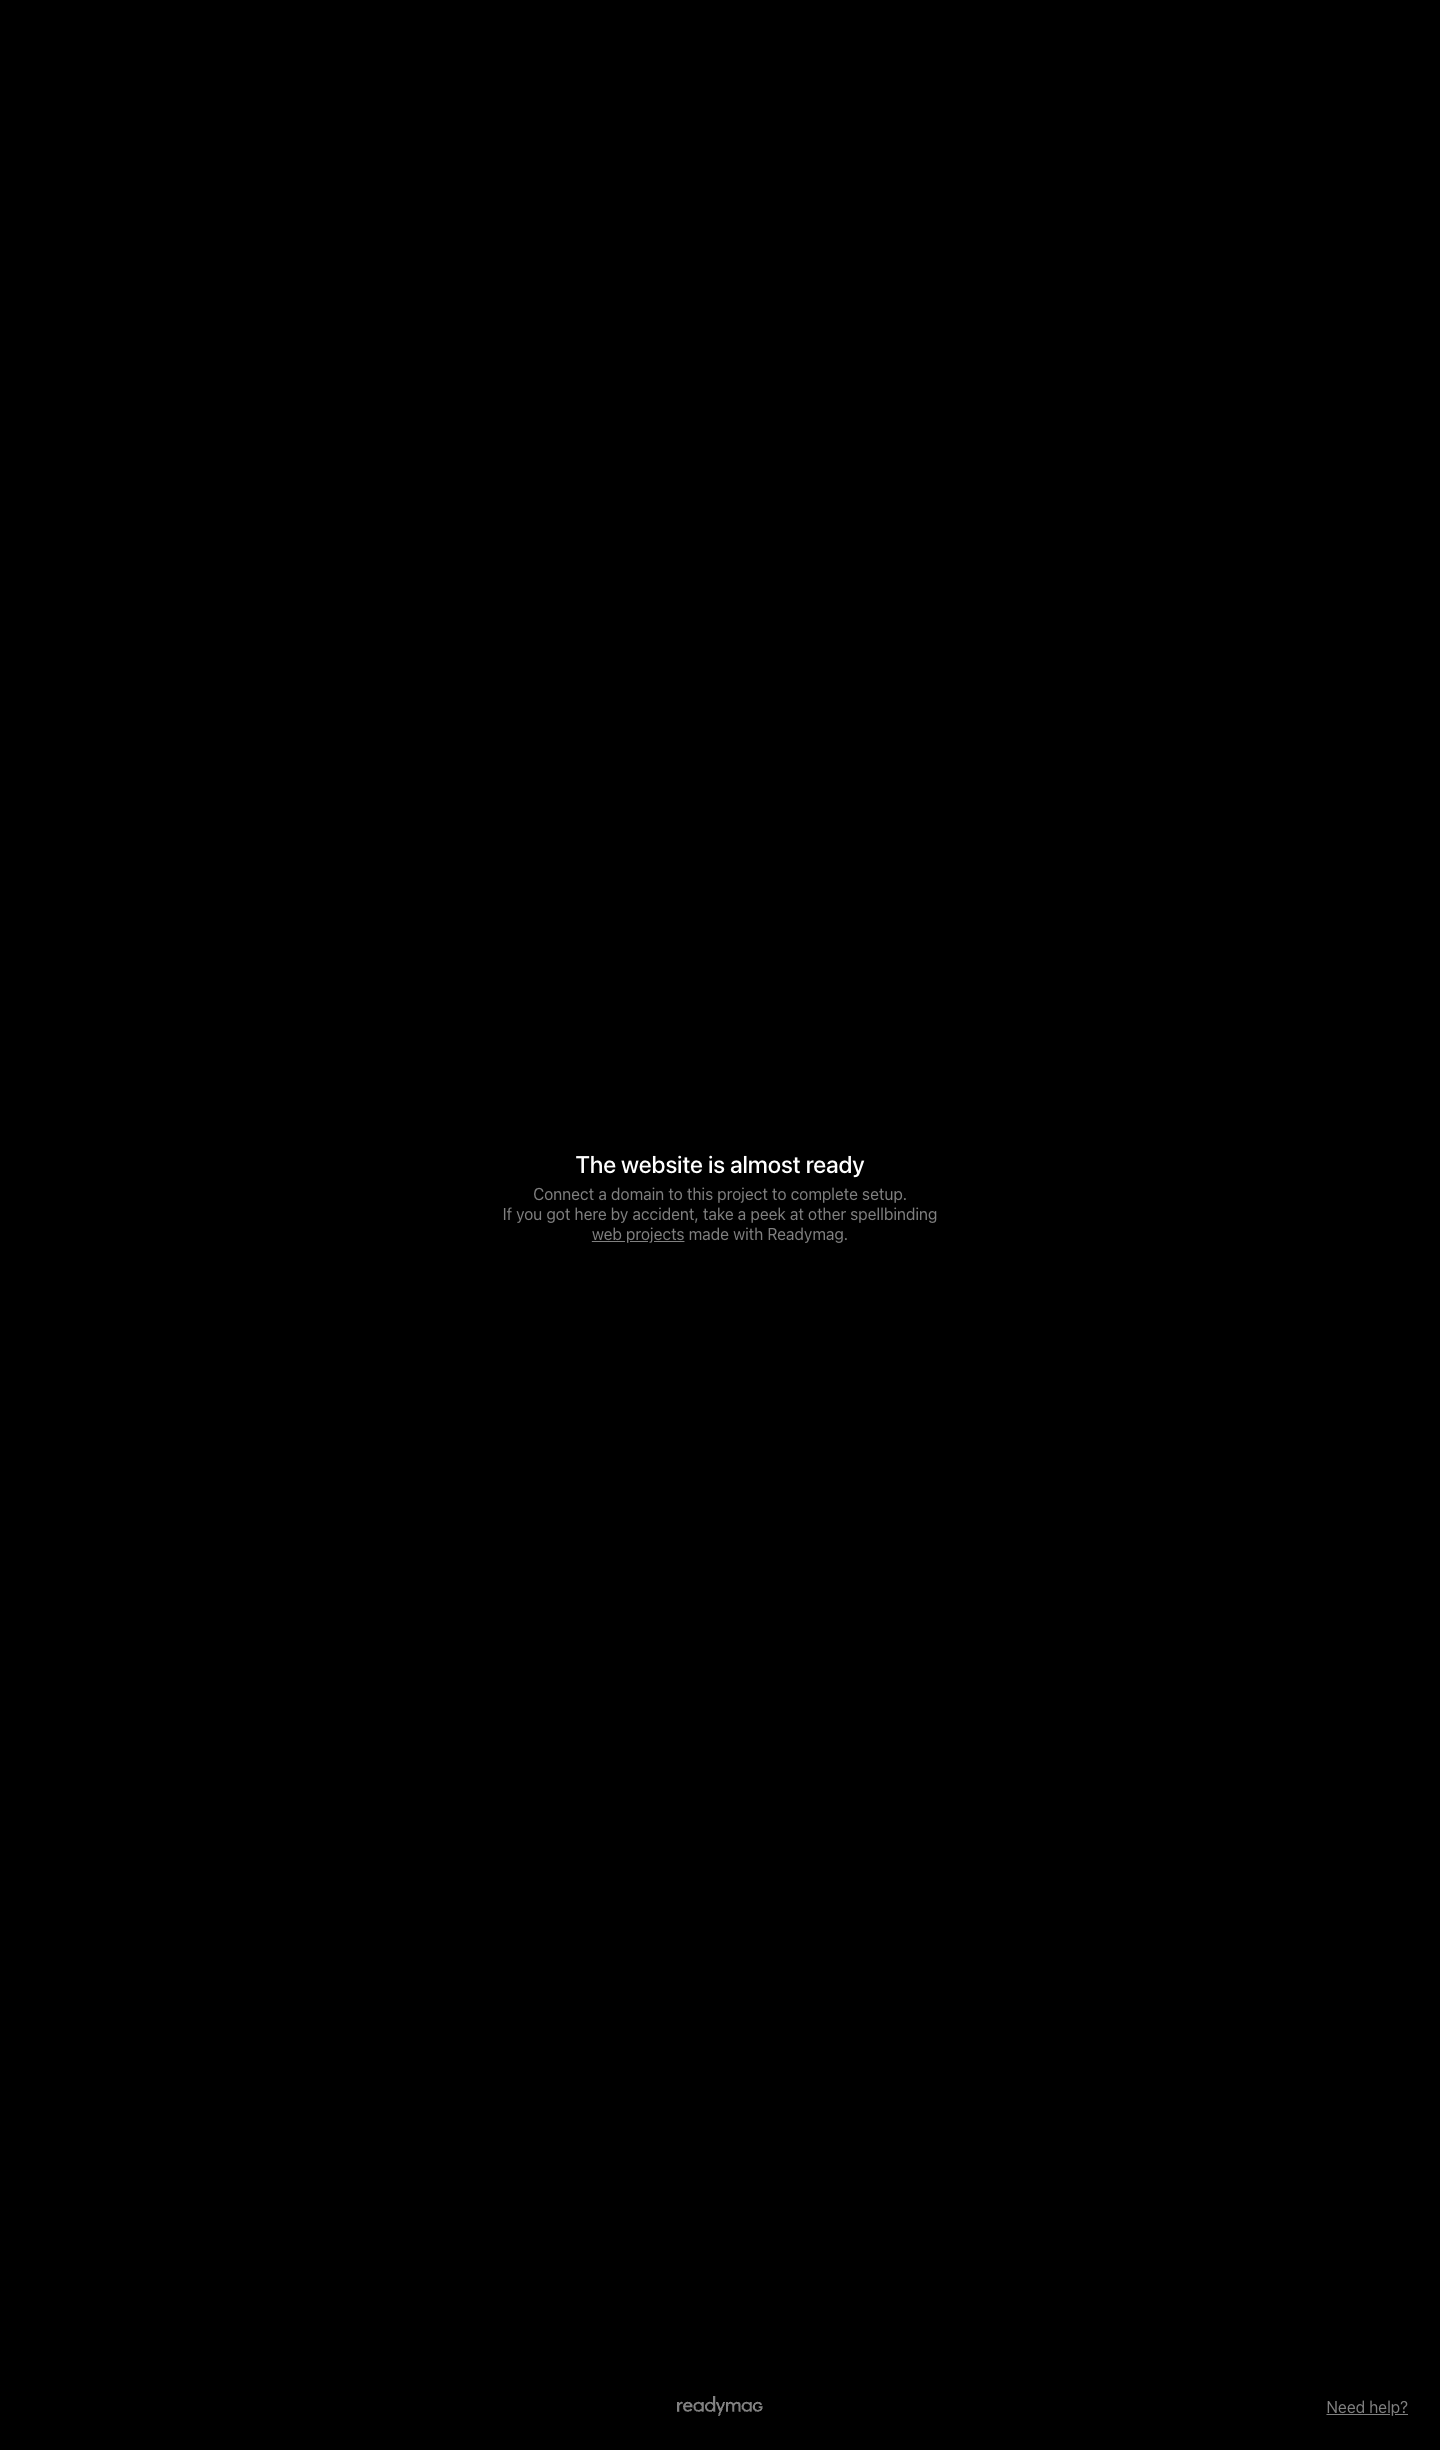 The website is almost ready
Connect a domain to this project to complete setup.
If you got here by accident, take a peek at other spellbinding
web projects made with Readymag.
readymag
Need help?